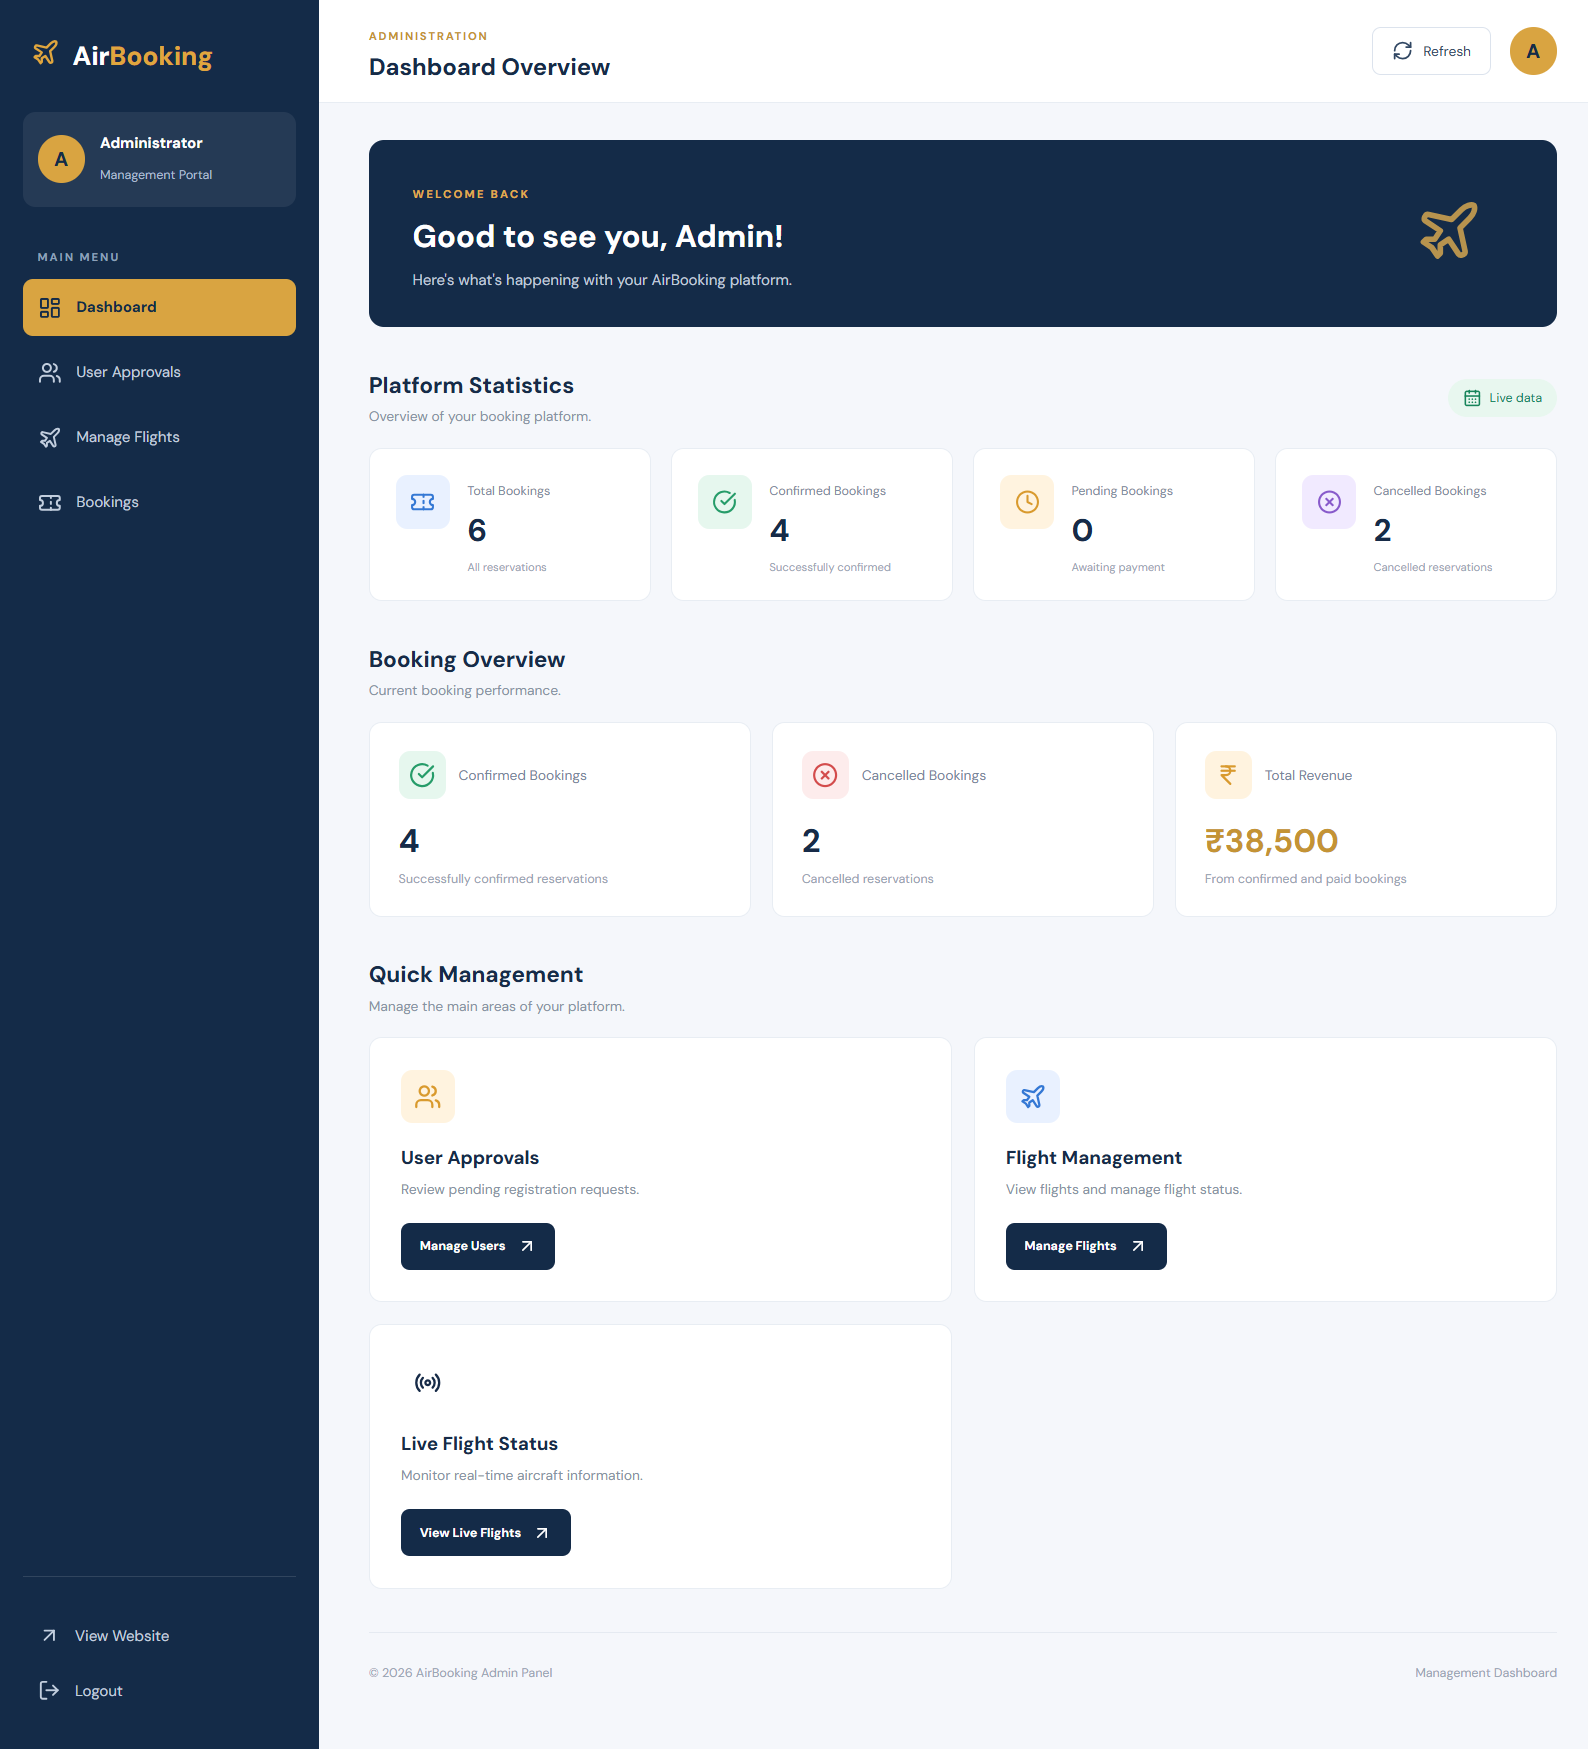 AirBooking
A
Administrator
Management Portal
MAIN MENU
Dashboard
User Approvals
Manage Flights
Bookings
View Website
Logout
ADMINISTRATION
Dashboard Overview
Refresh
A
WELCOME BACK
Good to see you, Admin!
Here's what's happening with your AirBooking platform.
Platform Statistics
Overview of your booking platform.
Live data
Total Bookings
6
All reservations
Confirmed Bookings
4
Successfully confirmed
Pending Bookings
0
Awaiting payment
Cancelled Bookings
2
Cancelled reservations
Booking Overview
Current booking performance.
Confirmed Bookings
4
Successfully confirmed reservations
Cancelled Bookings
2
Cancelled reservations
₹
Total Revenue
₹38,500
From confirmed and paid bookings
Quick Management
Manage the main areas of your platform.
User Approvals
Review pending registration requests.
Manage Users
Flight Management
View flights and manage flight status.
Manage Flights
Live Flight Status
Monitor real-time aircraft information.
View Live Flights
© 2026 AirBooking Admin Panel
Management Dashboard